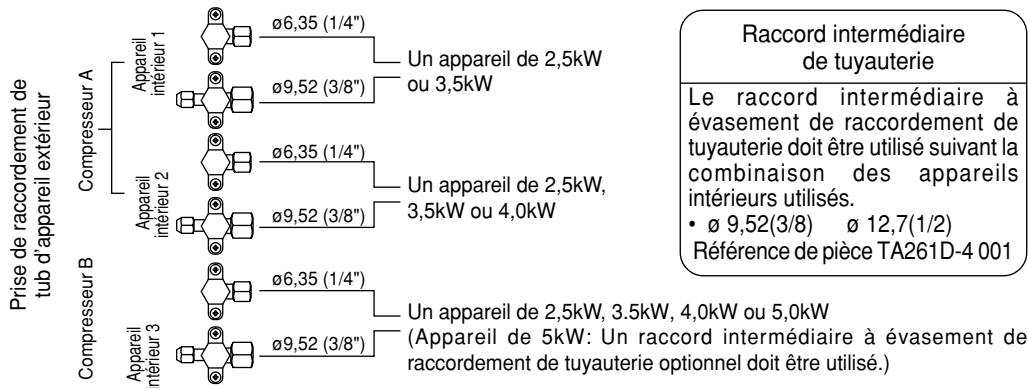 Prise de raccordement de
tub d'appareil extérieur
Compresseur A
Appareil
intérieur 1
ø6,35 (1/4")
ø9,52 (3/8")
Un appareil de 2,5kW
ou 3,5kW
Appareil
intérieur 2
ø6,35 (1/4")
ø9,52 (3/8")
Un appareil de 2,5kW,
3,5kW ou 4,0kW
Compresseur B
Appareil
intérieur 3
ø6,35 (1/4")
ø9,52 (3/8")
Un appareil de 2,5kW, 3.5kW, 4,0kW ou 5,0kW
(Appareil de 5kW: Un raccord intermédiaire à évasement de
raccordement de tuyauterie optionnel doit être utilisé.)
Raccord intermédiaire
de tuyauterie
Le raccord intermédiaire à
évasement de raccordement de
tuyauterie doit être utilisé suivant la
combinaison des appareils
intérieurs utilisés.
• ø 9,52(3/8) ø 12,7(1/2)
Référence de pièce TA261D-4 001